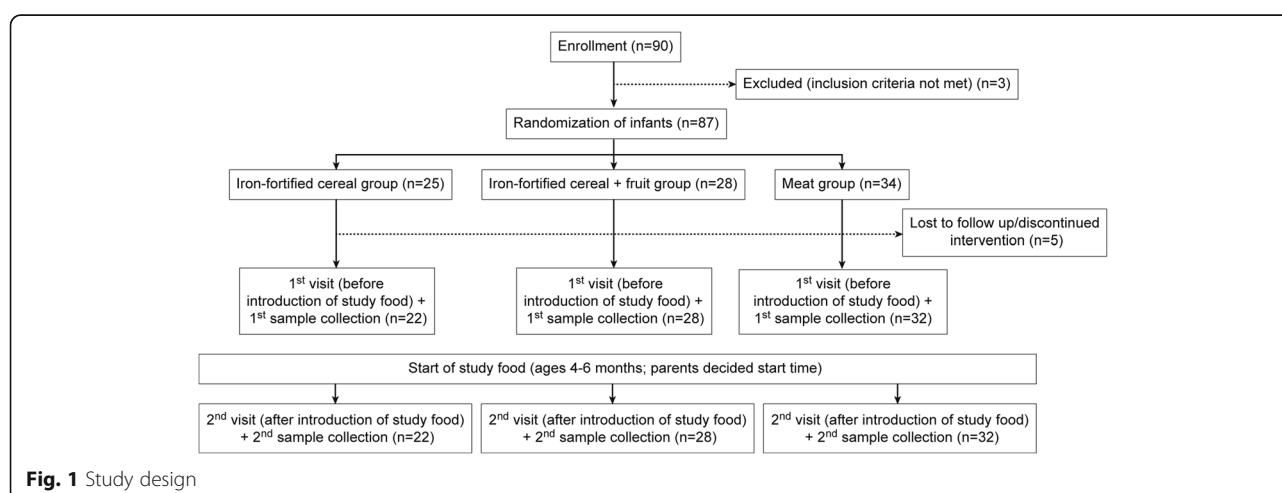 Enrollment (n=90)
Excluded (inclusion criteria not met) (n=3)
Randomization of infants (n=87)
Iron-fortified cereal group (n=25)
Iron-fortified cereal + fruit group (n=28)
Meat group (n=34)
Lost to follow up/discontinued
intervention (n=5)
1st visit (before
introduction of study food) +
1st sample collection (n=22)
1st visit (before
introduction of study food) +
1st sample collection (n=28)
1st visit (before
introduction of study food) +
1st sample collection (n=32)
Start of study food (ages 4-6 months; parents decided start time)
2nd visit (after introduction of study food)
+ 2nd sample collection (n=22)
2nd visit (after introduction of study food)
+ 2nd sample collection (n=28)
2nd visit (after introduction of study food)
+ 2nd sample collection (n=32)
Fig. 1 Study design